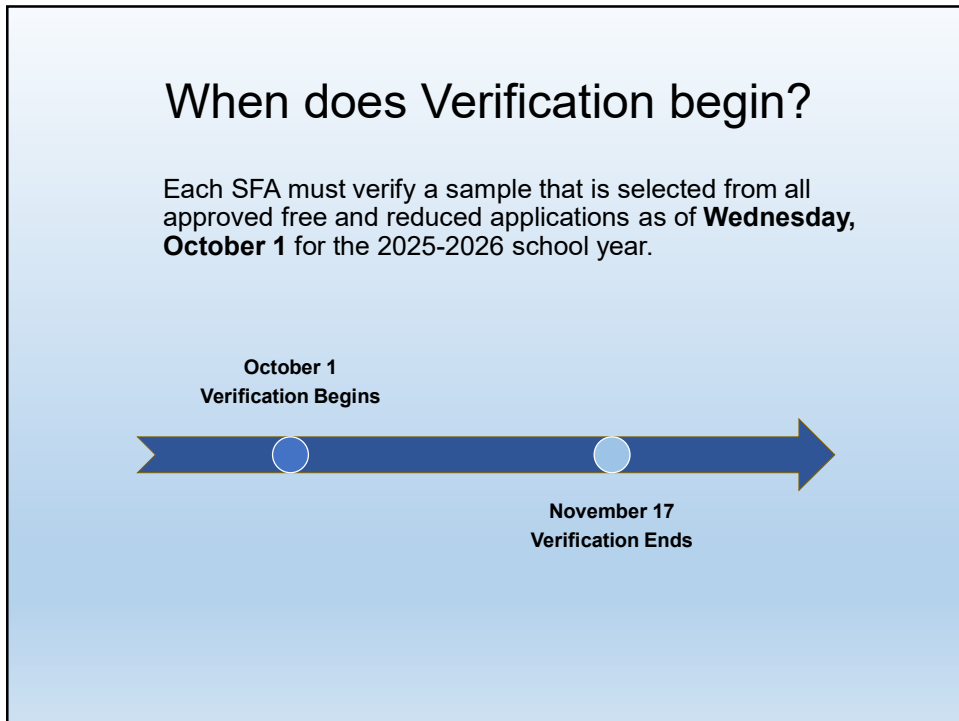 When does Verification begin?
Each SFA must verify a sample that is selected from all
approved free and reduced applications as of Wednesday,
October 1 for the 2025-2026 school year.
October 1
Verification Begins
November 17
Verification Ends